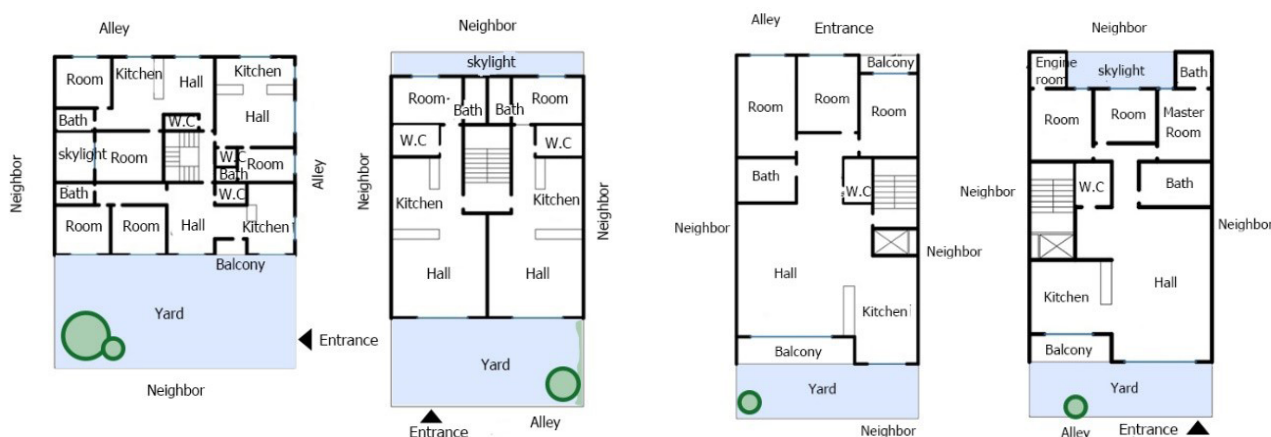 Alley
Room
Kitchen
Hall
Kitchen
Bath
W.C
Hall
skylight
Room
W.C
Room
Bath
Bath
W.C
Room
Room
Hall
Kitchen
Balcony
Yard
Neighbor
Alley
Entrance
Neighbor
Neighbor
skylight
Room
Bath
Bath
Room
W.C
W.C
Kitchen
Kitchen
Hall
Hall
Neighbor
Neighbor
Yard
Alley
Entrance
Alley
Entrance
Balcony
Room
Room
Room
Bath
W.C
Neighbor
Neighbor
Hall
Kitchen
Balcony
Yard
Neighbor
Neighbor
Engine
room
skylight
Bath
Room
Room
Master
Room
W.C
Bath
Neighbor
Neighbor
Kitchen
Hall
Balcony
Yard
Alley
Entrance